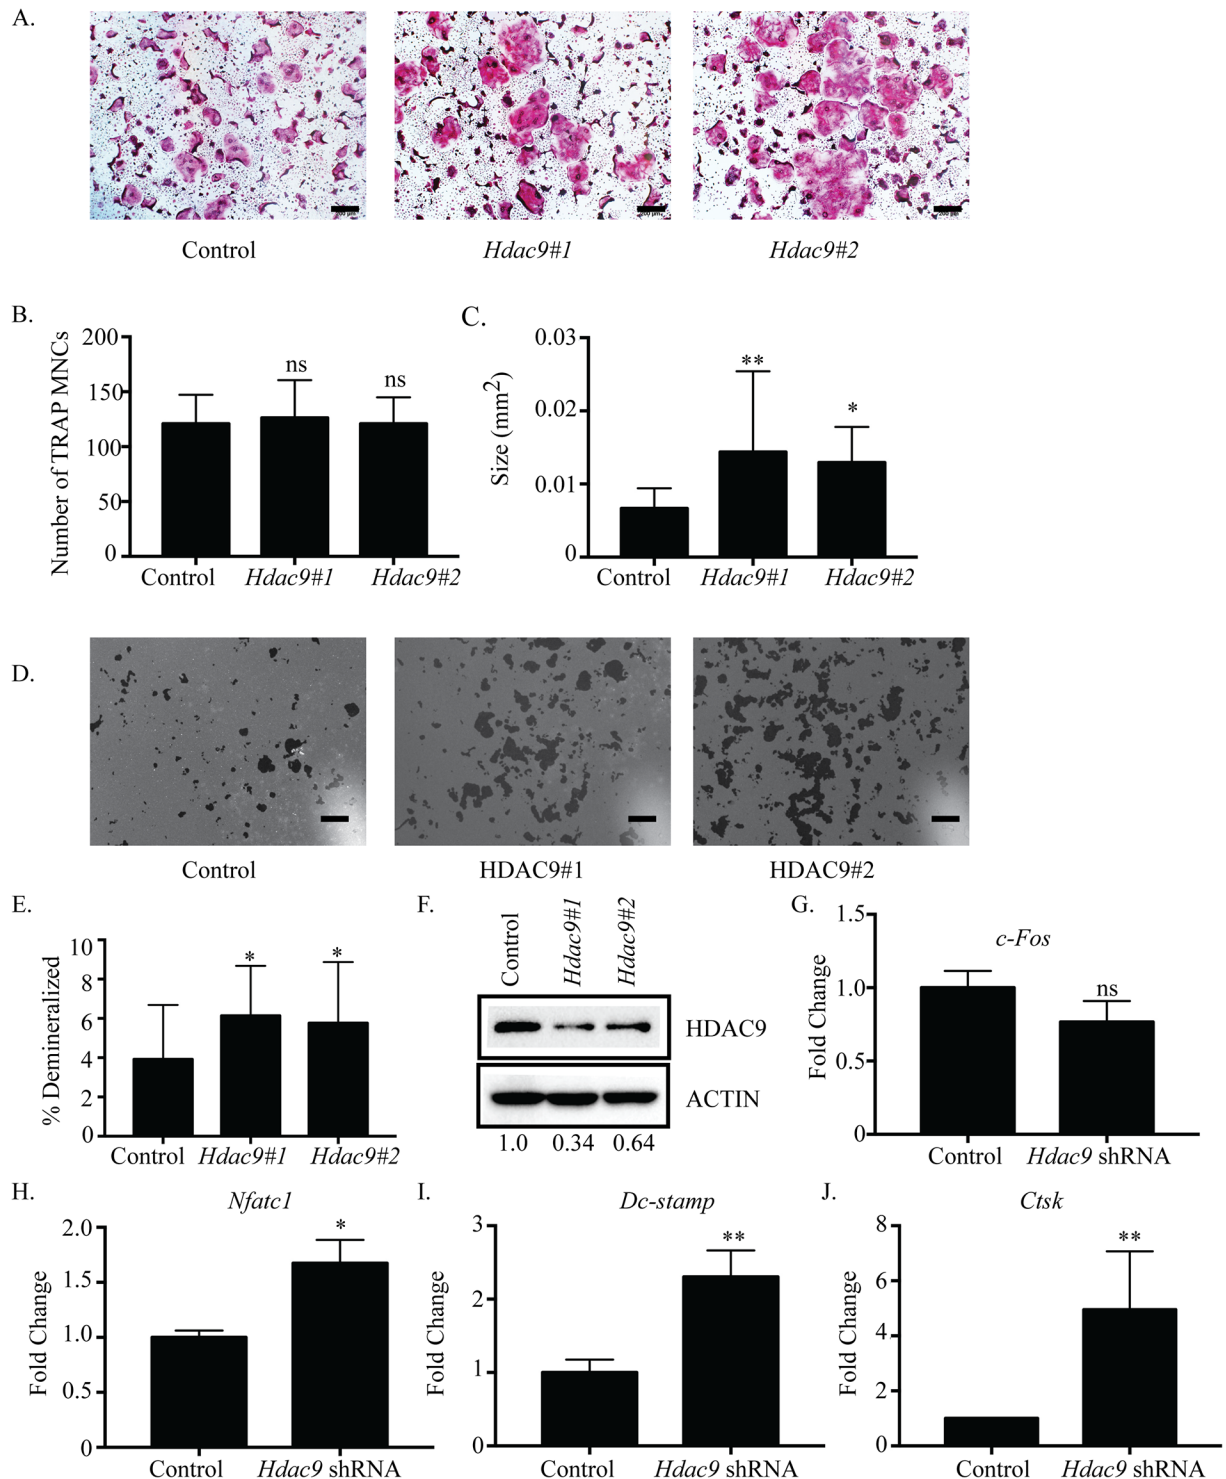 A.
200 μm
200 μm
200 μm
Control
Hdac9#1
Hdac9#2
B.
Number of TRAP MNCs
200
150
100
50
0
ns
ns
Control
Hdac9#1
Hdac9#2
C.
Size (mm2)
0.03
0.02
0.01
0
**
*
Control
Hdac9#1
Hdac9#2
D.
Control
HDAC9#1
HDAC9#2
E.
% Demineralized
10
8
6
4
2
0
*
*
Control
Hdac9#1
Hdac9#2
F.
Control
Hdac9#1
Hdac9#2
HDAC9
ACTIN
1.0 0.34 0.64
G.
c-Fos
Fold Change
1.5
1.0
0.5
0
ns
Control
Hdac9 shRNA
H.
Nfatc1
Fold Change
2.0
1.5
1.0
0.5
0
*
Control
Hdac9 shRNA
I.
Dc-stamp
Fold Change
3
2
1
0
**
Control
Hdac9 shRNA
J.
Ctsk
Fold Change
8
6
4
2
0
**
Control
Hdac9 shRNA